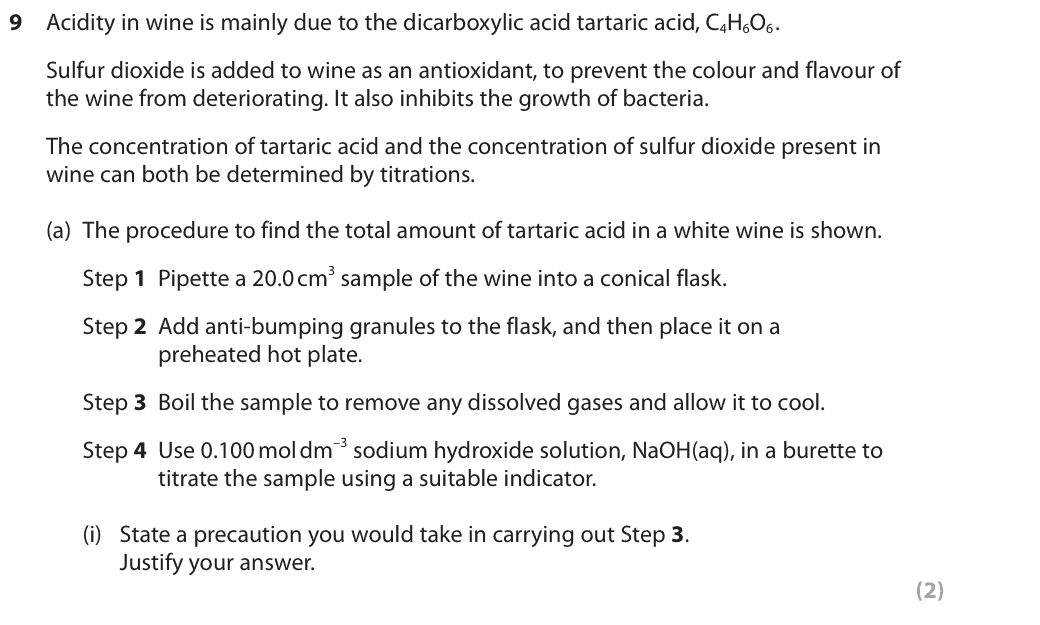 9 Acidity in wine is mainly due to the dicarboxylic acid tartaric acid, C₄H₆O₆.
Sulfur dioxide is added to wine as an antioxidant, to prevent the colour and flavour of
the wine from deteriorating. It also inhibits the growth of bacteria.
The concentration of tartaric acid and the concentration of sulfur dioxide present in
wine can both be determined by titrations.
(a) The procedure to find the total amount of tartaric acid in a white wine is shown.
Step 1 Pipette a 20.0 cm³ sample of the wine into a conical flask.
Step 2 Add anti-bumping granules to the flask, and then place it on a
preheated hot plate.
Step 3 Boil the sample to remove any dissolved gases and allow it to cool.
Step 4 Use 0.100 mol dm⁻³ sodium hydroxide solution, NaOH(aq), in a burette to
titrate the sample using a suitable indicator.
(i) State a precaution you would take in carrying out Step 3.
Justify your answer.
(2)